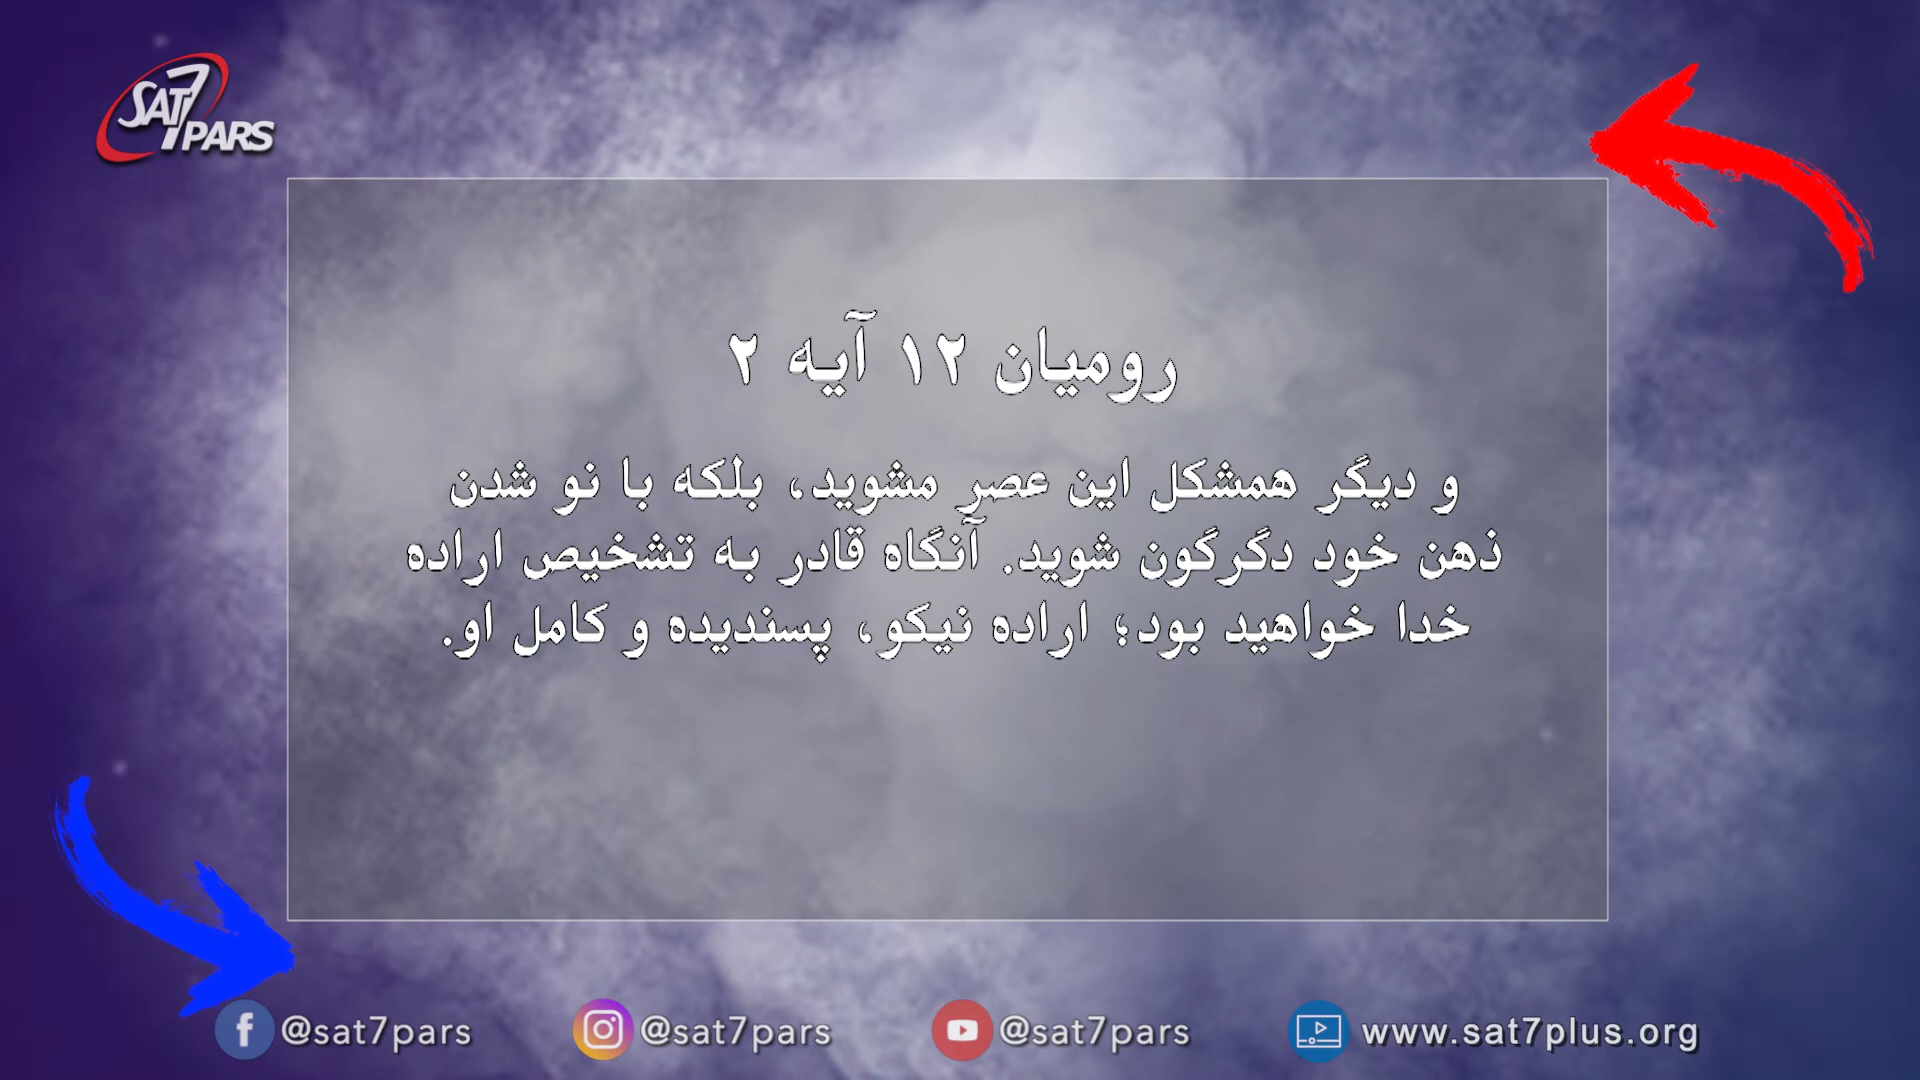 SAT7
PARS
رومیان ۱۲ آیه ۲
و دیگر همشکل این عصر مشوید، بلکه با نو شدن
ذهن خود دگرگون شوید. آنگاه قادر به تشخیص اراده
خدا خواهید بود؛ اراده نیکو، پسندیده و کامل او.
@sat7pars @sat7pars @sat7pars www.sat7plus.org